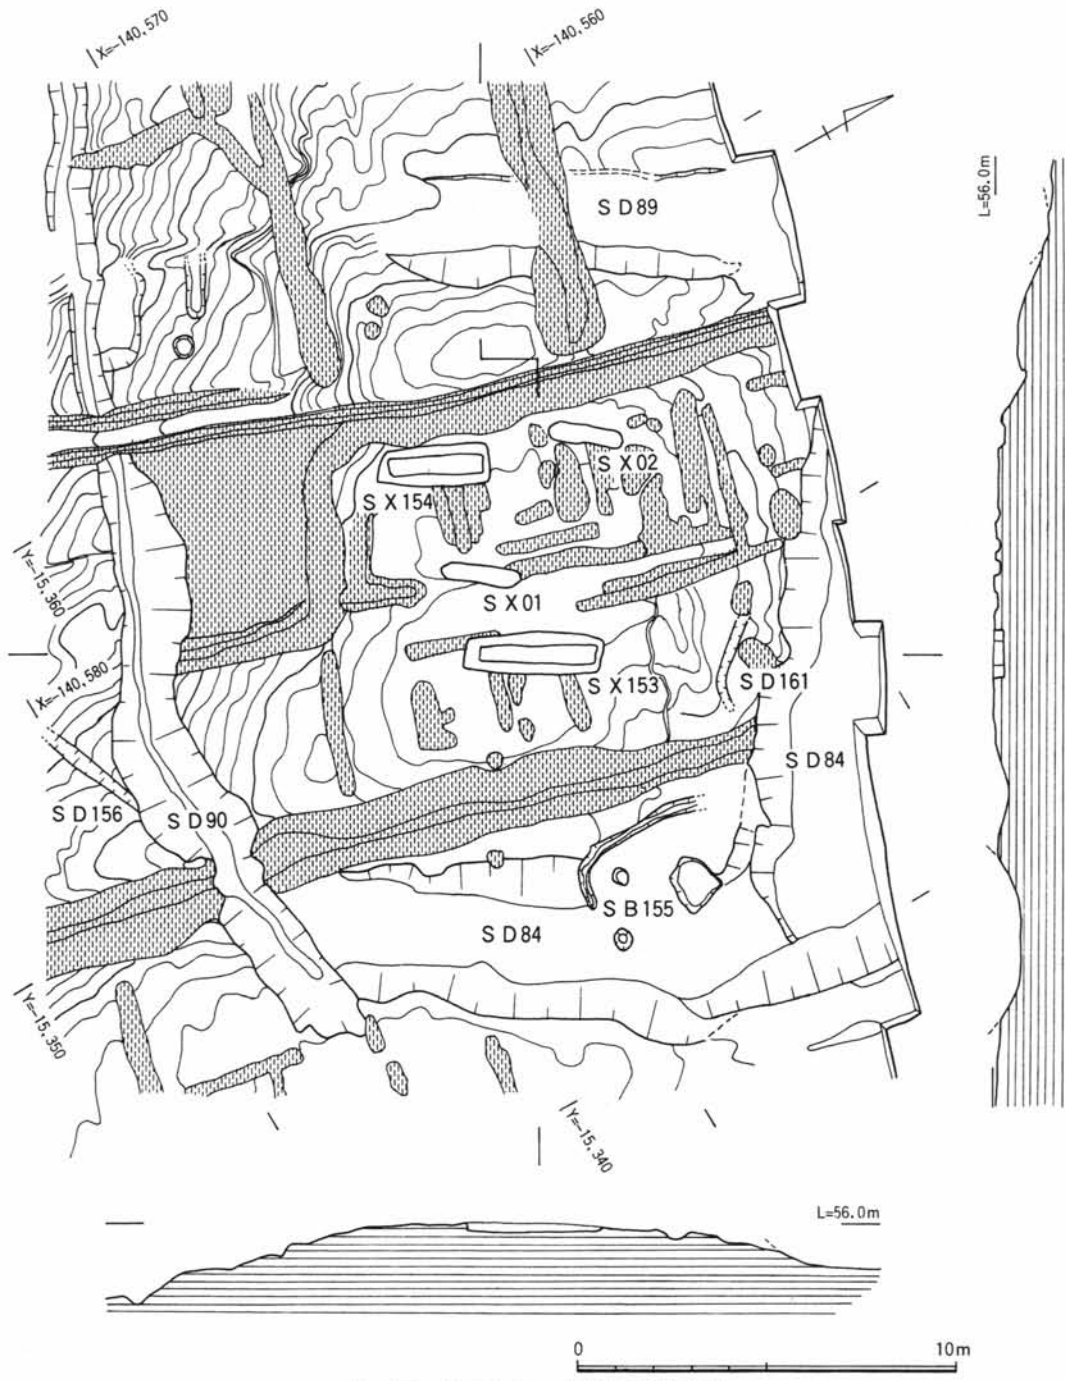 X=-140,570
X=-140,560
L=56.0m
SD89
SX02
SX154
Y=-15,360
SX01
X=-140,580
SX153
SD161
SD84
SD156
SD90
SB155
SD84
Y=-15,350
Y=-15,340
L=56.0m
0 10m